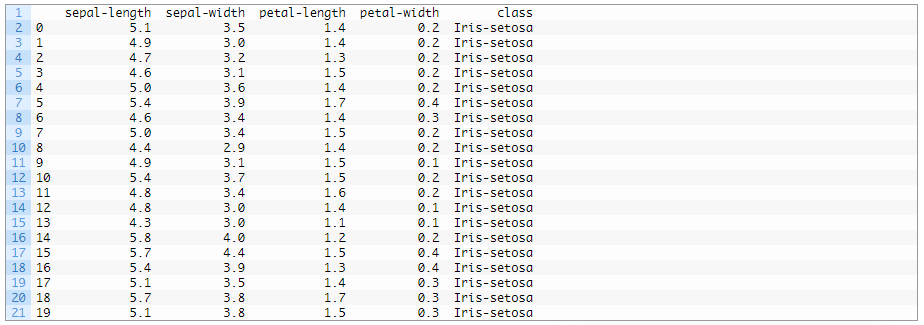 1 sepal-length sepal-width petal-length petal-width class
2 0 5.1 3.5 1.4 0.2 Iris-setosa
3 1 4.9 3.0 1.4 0.2 Iris-setosa
4 2 4.7 3.2 1.3 0.2 Iris-setosa
5 3 4.6 3.1 1.5 0.2 Iris-setosa
6 4 5.0 3.6 1.4 0.2 Iris-setosa
7 5 5.4 3.9 1.7 0.4 Iris-setosa
8 6 4.6 3.4 1.4 0.3 Iris-setosa
9 7 5.0 3.4 1.5 0.2 Iris-setosa
10 8 4.4 2.9 1.4 0.2 Iris-setosa
11 9 4.9 3.1 1.5 0.1 Iris-setosa
12 10 5.4 3.7 1.5 0.2 Iris-setosa
13 11 4.8 3.4 1.6 0.2 Iris-setosa
14 12 4.8 3.0 1.4 0.1 Iris-setosa
15 13 4.3 3.0 1.1 0.1 Iris-setosa
16 14 5.8 4.0 1.2 0.2 Iris-setosa
17 15 5.7 4.4 1.5 0.4 Iris-setosa
18 16 5.4 3.9 1.3 0.4 Iris-setosa
19 17 5.1 3.5 1.4 0.3 Iris-setosa
20 18 5.7 3.8 1.7 0.3 Iris-setosa
21 19 5.1 3.8 1.5 0.3 Iris-setosa